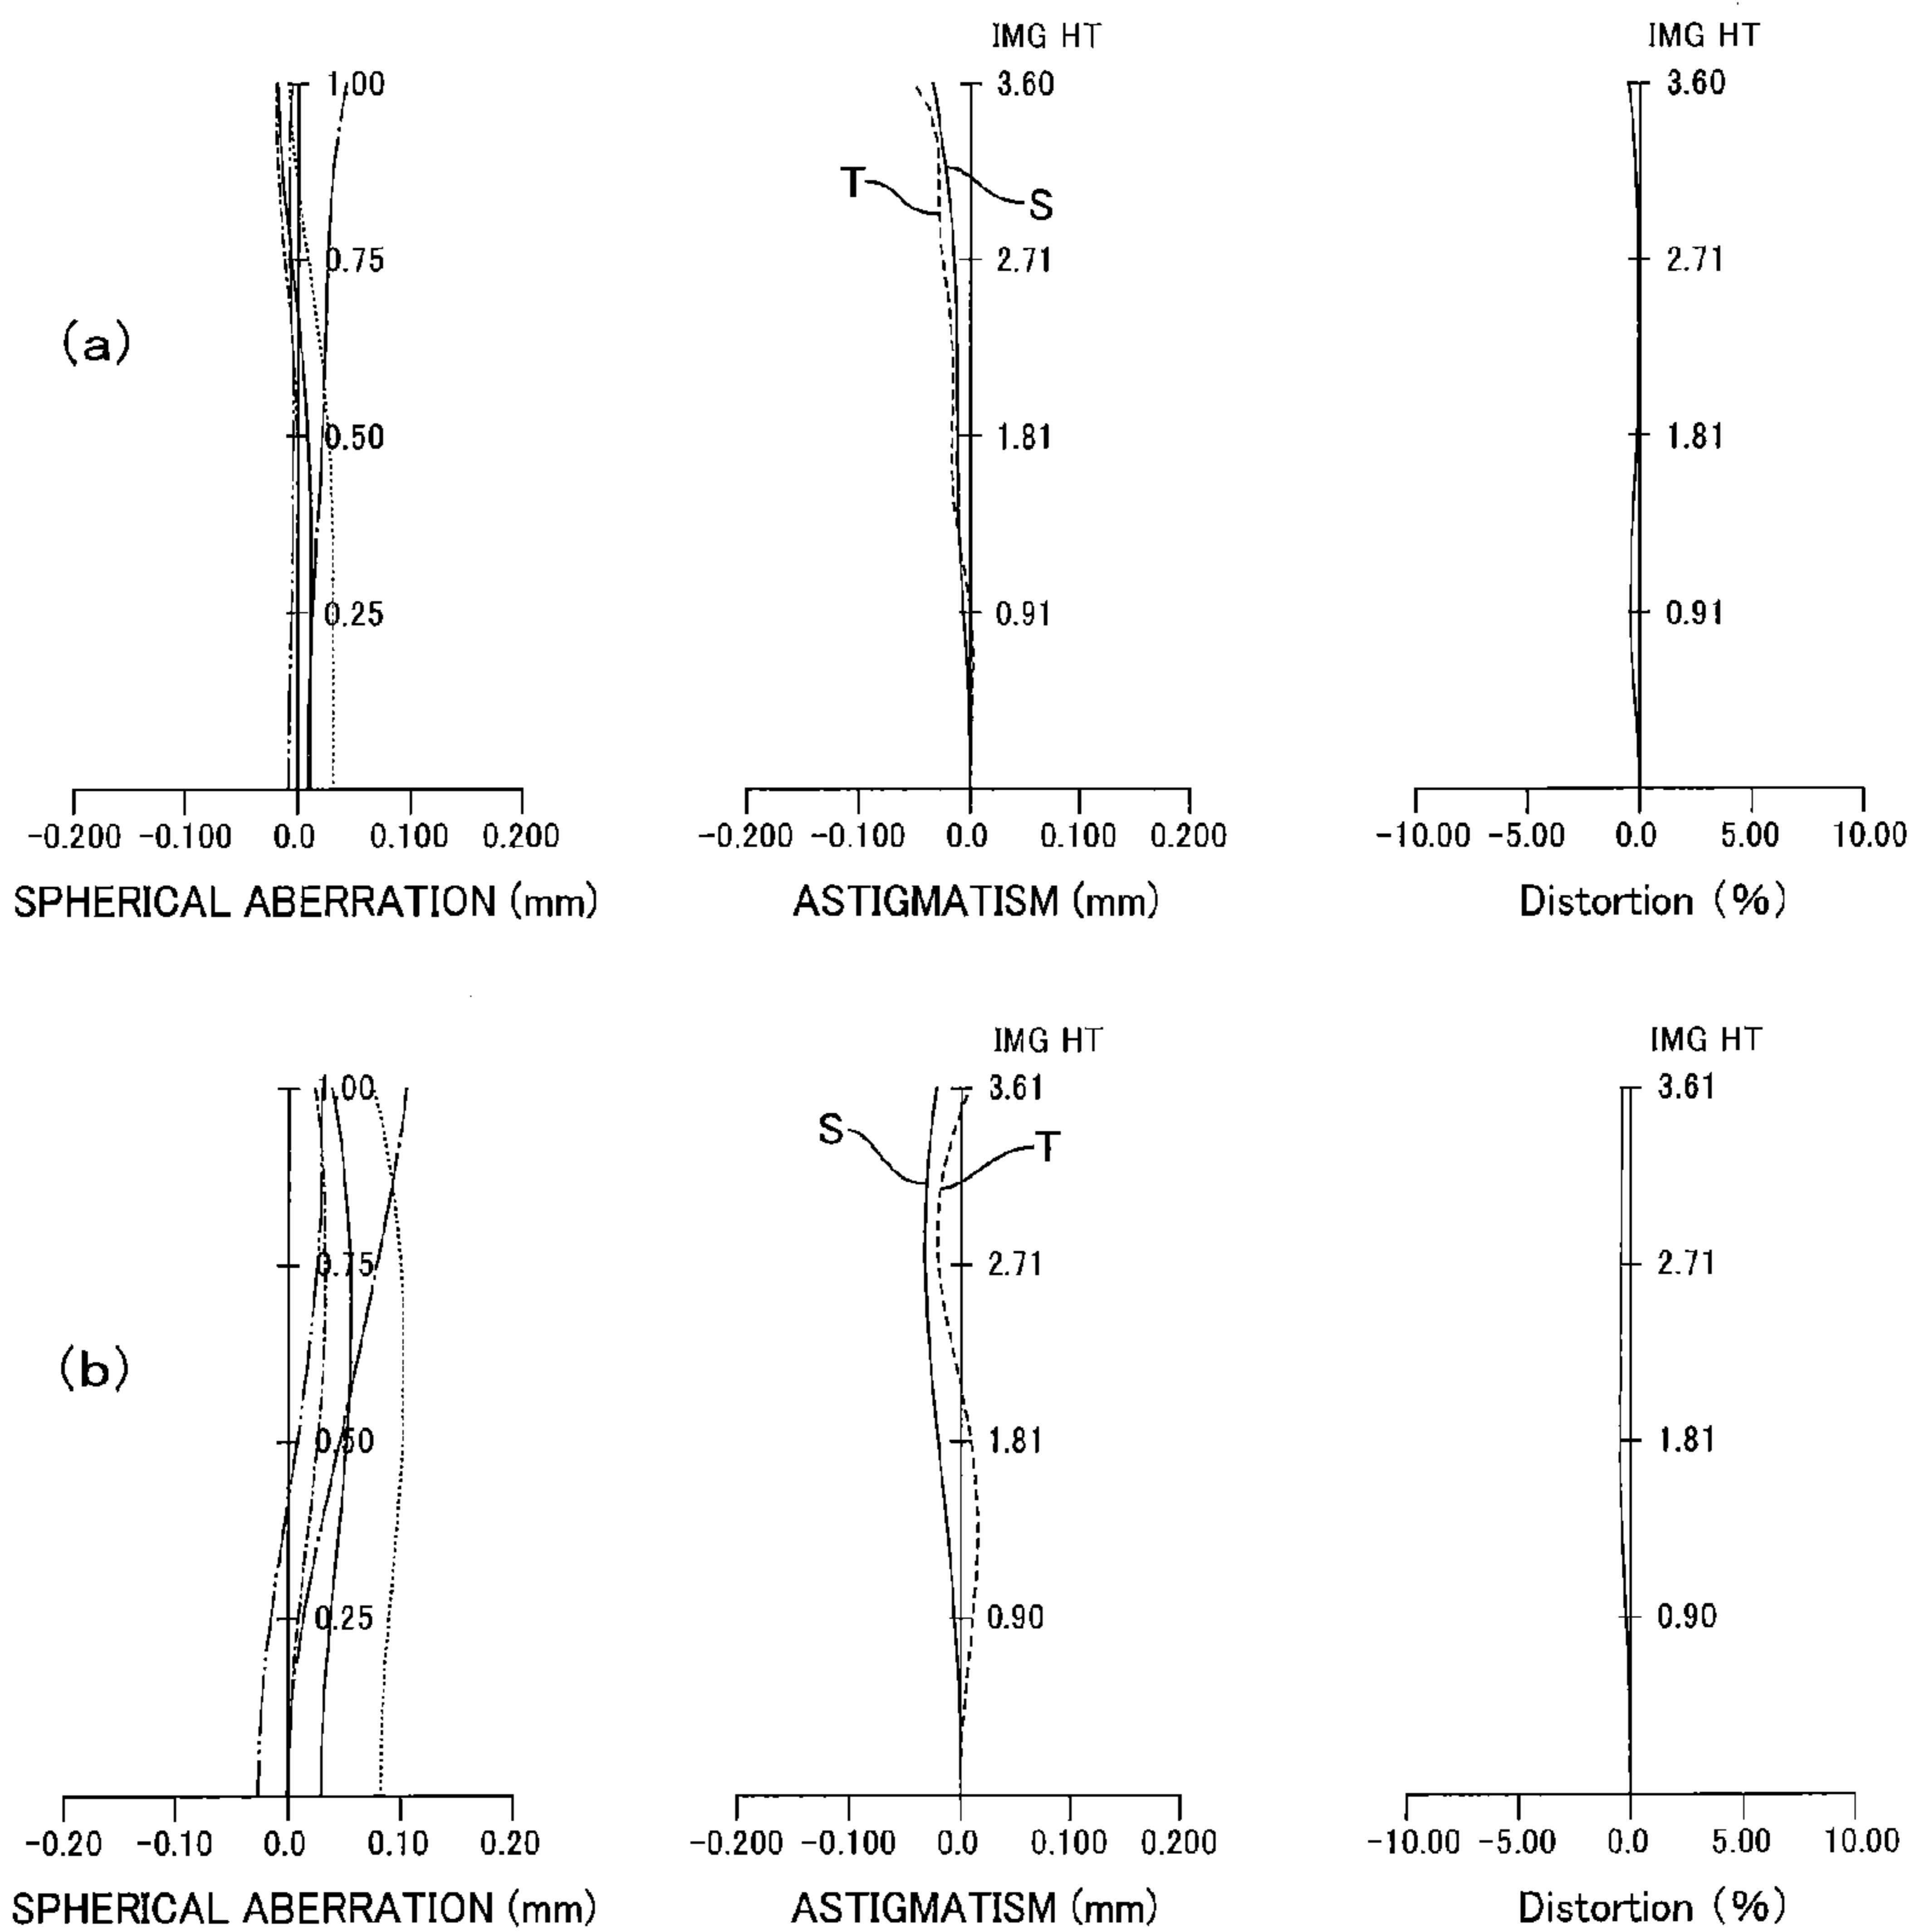 IMG HT
IMG HT
1.00
3.60
3.60
T
S
0.75
2.71
2.71
(a)
0.50
1.81
1.81
0.25
0.91
0.91
-0.200 -0.100 0.0 0.100 0.200
-0.200 -0.100 0.0 0.100 0.200
-10.00 -5.00 0.0 5.00 10.00
SPHERICAL ABERRATION (mm)
ASTIGMATISM (mm)
Distortion (%)
IMG HT
IMG HT
1.00
3.61
3.61
S
T
0.75
2.71
2.71
(b)
0.50
1.81
1.81
0.25
0.90
0.90
-0.20 -0.10 0.0 0.10 0.20
-0.200 -0.100 0.0 0.100 0.200
-10.00 -5.00 0.0 5.00 10.00
SPHERICAL ABERRATION (mm)
ASTIGMATISM (mm)
Distortion (%)